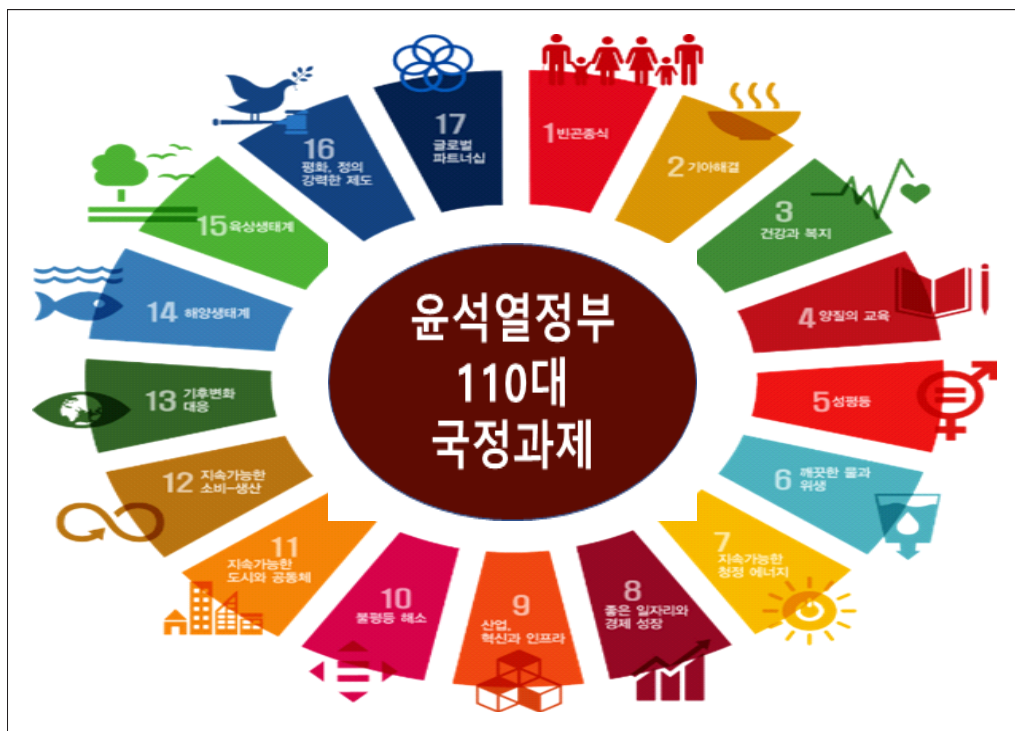 윤석열정부
110대
국정과제
1 빈곤종식
2 기아해결
3
건강과 복지
4 양질의 교육
5 성평등
6 깨끗한 물과
위생
7
지속가능한
청정 에너지
8
좋은 일자리와
경제 성장
9
산업,
혁신과 인프라
10
불평등 해소
11
지속가능한
도시와 공동체
12 지속가능한
소비-생산
13 기후변화
대응
14 해양생태계
15 육상생태계
16
평화, 정의
강력한 제도
17
글로벌
파트너십